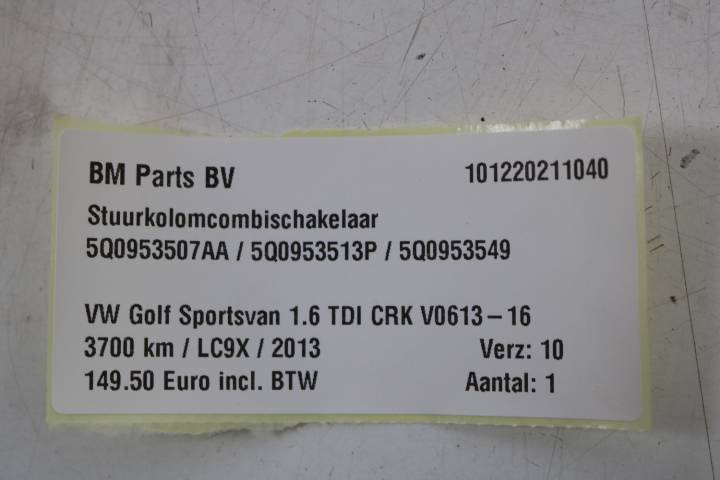 BM Parts BV 101220211040
Stuurkolomcombischakelaar
5Q0953507AA / 5Q0953513P / 5Q0953549
VW Golf Sportsvan 1.6 TDI CRK V0613-16
3700 km / LC9X / 2013 Verz: 10
149.50 Euro incl. BTW Aantal: 1